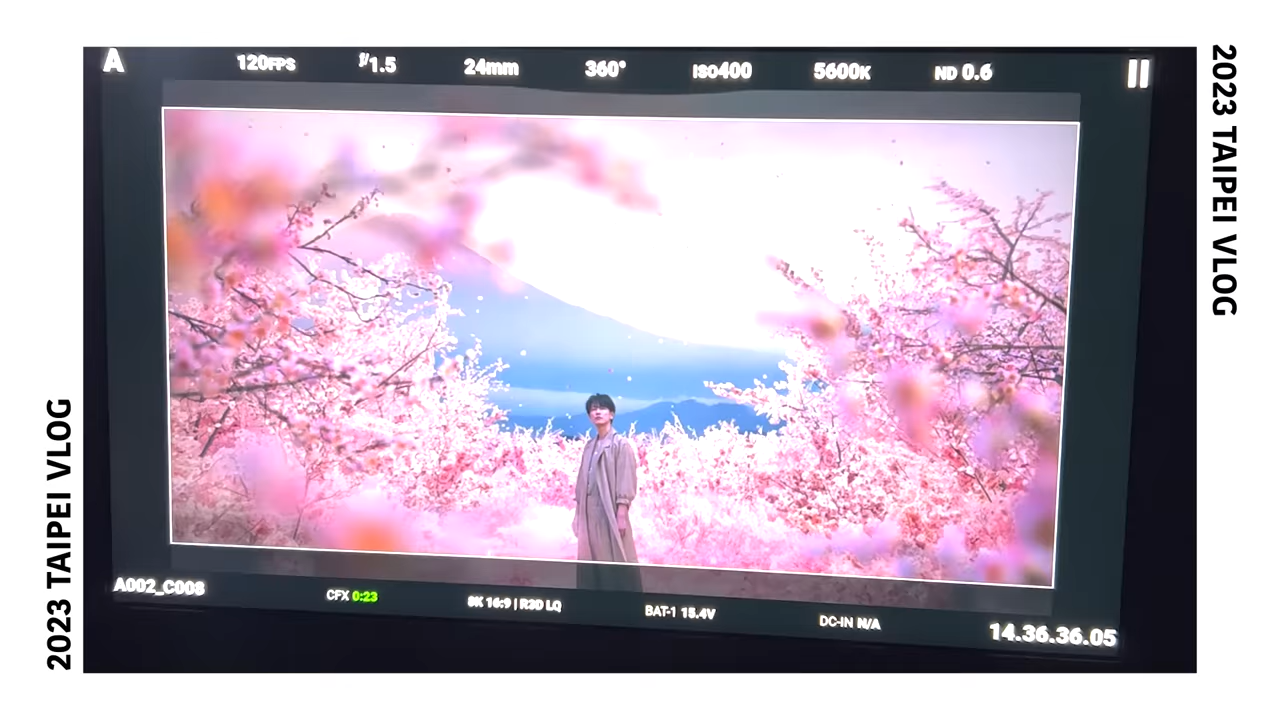 A
120FPS
f/1.5
24mm
360°
ISO400
5600K
ND 0.6
2023 TAIPEI VLOG
2023 TAIPEI VLOG
A002_C008
CFX 0:23
8K 16:9 | R3D LQ
BAT-1 15.4V
DC-IN N/A
14.36.36.05